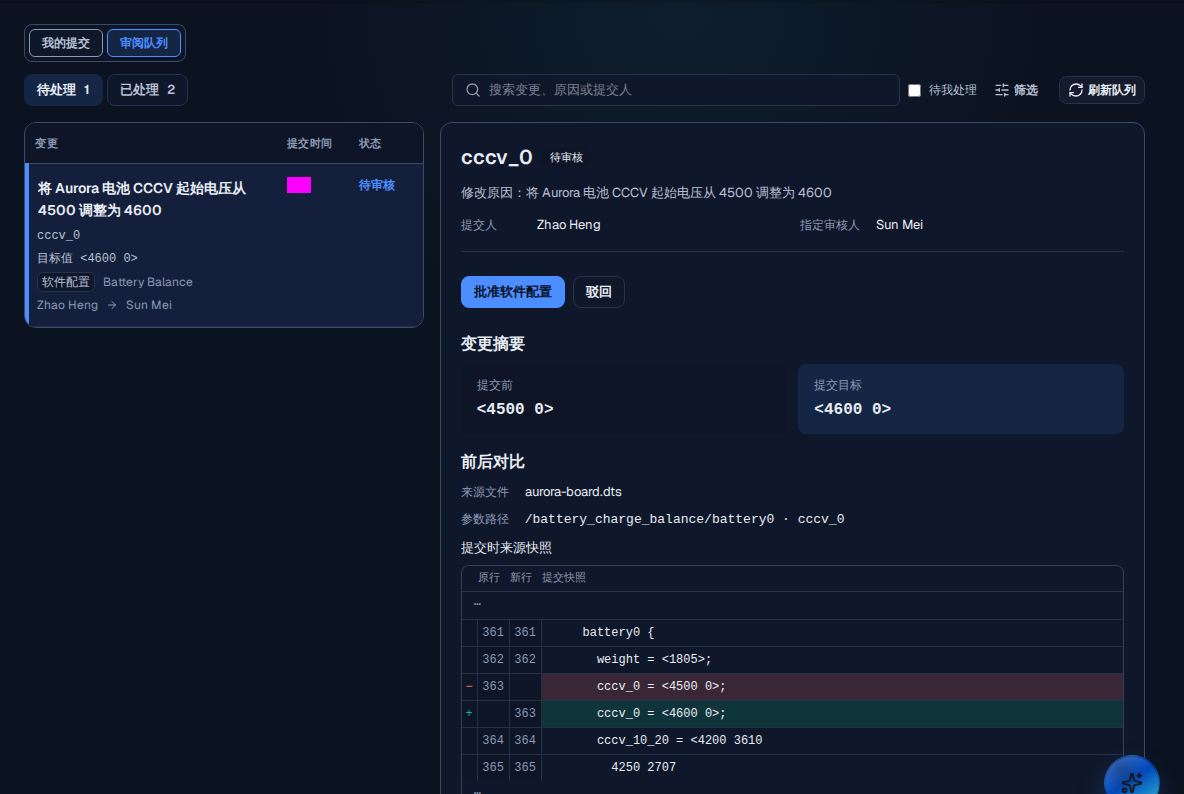 我的提交 审阅队列
待处理 1 已处理 2
搜索变更、原因或提交人 待我处理 筛选 刷新队列
变更 提交时间 状态
将 Aurora 电池 CCCV 起始电压从
4500 调整为 4600
待审核
cccv_0
目标值 <4600 0>
软件配置 Battery Balance
Zhao Heng → Sun Mei
cccv_0 待审核
修改原因：将 Aurora 电池 CCCV 起始电压从 4500 调整为 4600
提交人 Zhao Heng 指定审核人 Sun Mei
批准软件配置 驳回
变更摘要
提交前 提交目标
<4500 0> <4600 0>
前后对比
来源文件 aurora-board.dts
参数路径 /battery_charge_balance/battery0 · cccv_0
提交时来源快照
原行 新行 提交快照
…
361 361 battery0 {
362 362 weight = <1805>;
− 363 cccv_0 = <4500 0>;
+ 363 cccv_0 = <4600 0>;
364 364 cccv_10_20 = <4200 3610
365 365 4250 2707
…